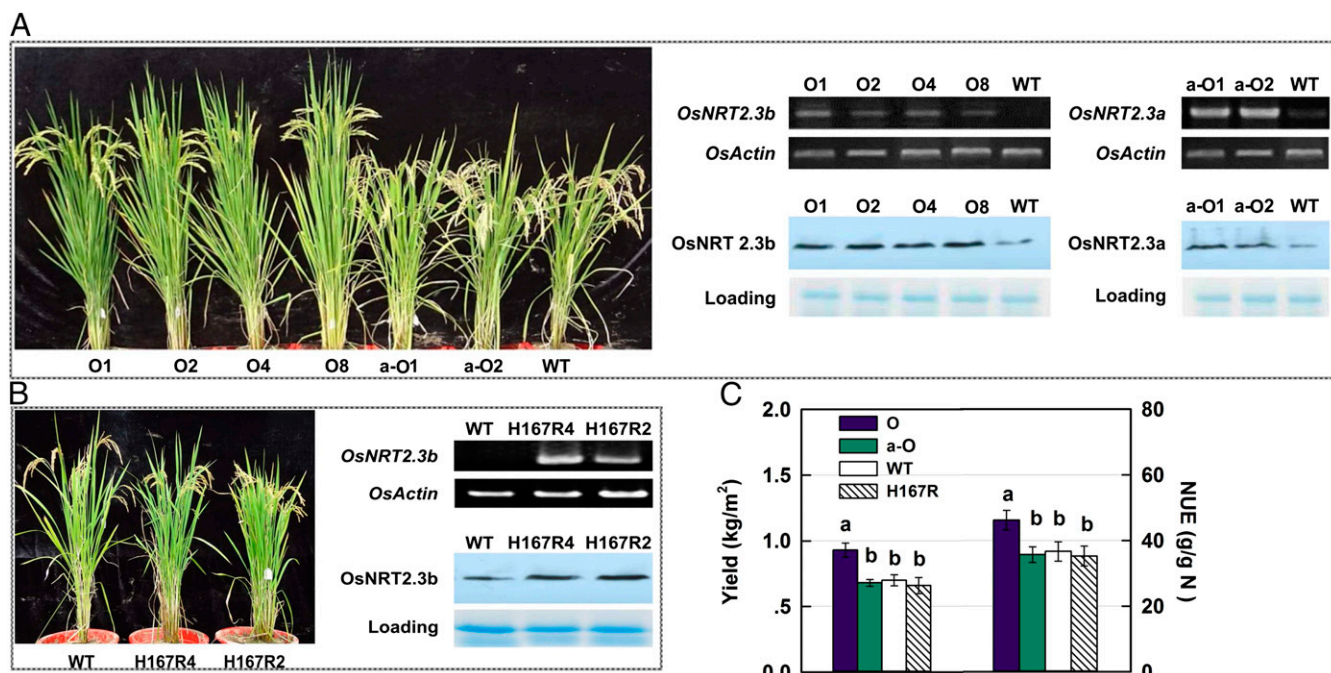 A
O1 O2 O4 O8 WT
a-O1 a-O2 WT
OsNRT2.3b
OsNRT2.3a
OsActin
OsActin
O1 O2 O4 O8 WT
a-O1 a-O2 WT
OsNRT 2.3b
OsNRT2.3a
Loading
Loading
O1 O2 O4 O8 a-O1 a-O2 WT
B
WT H167R4 H167R2
OsNRT2.3b
OsActin
WT H167R4 H167R2
OsNRT2.3b
Loading
WT H167R4 H167R2
C
2.0
1.5
1.0
.5
0.0
Yield (kg/m²)
O
a-O
WT
H167R
a b b b
a b b b
80
60
40
20
0
NUE (g/g N )